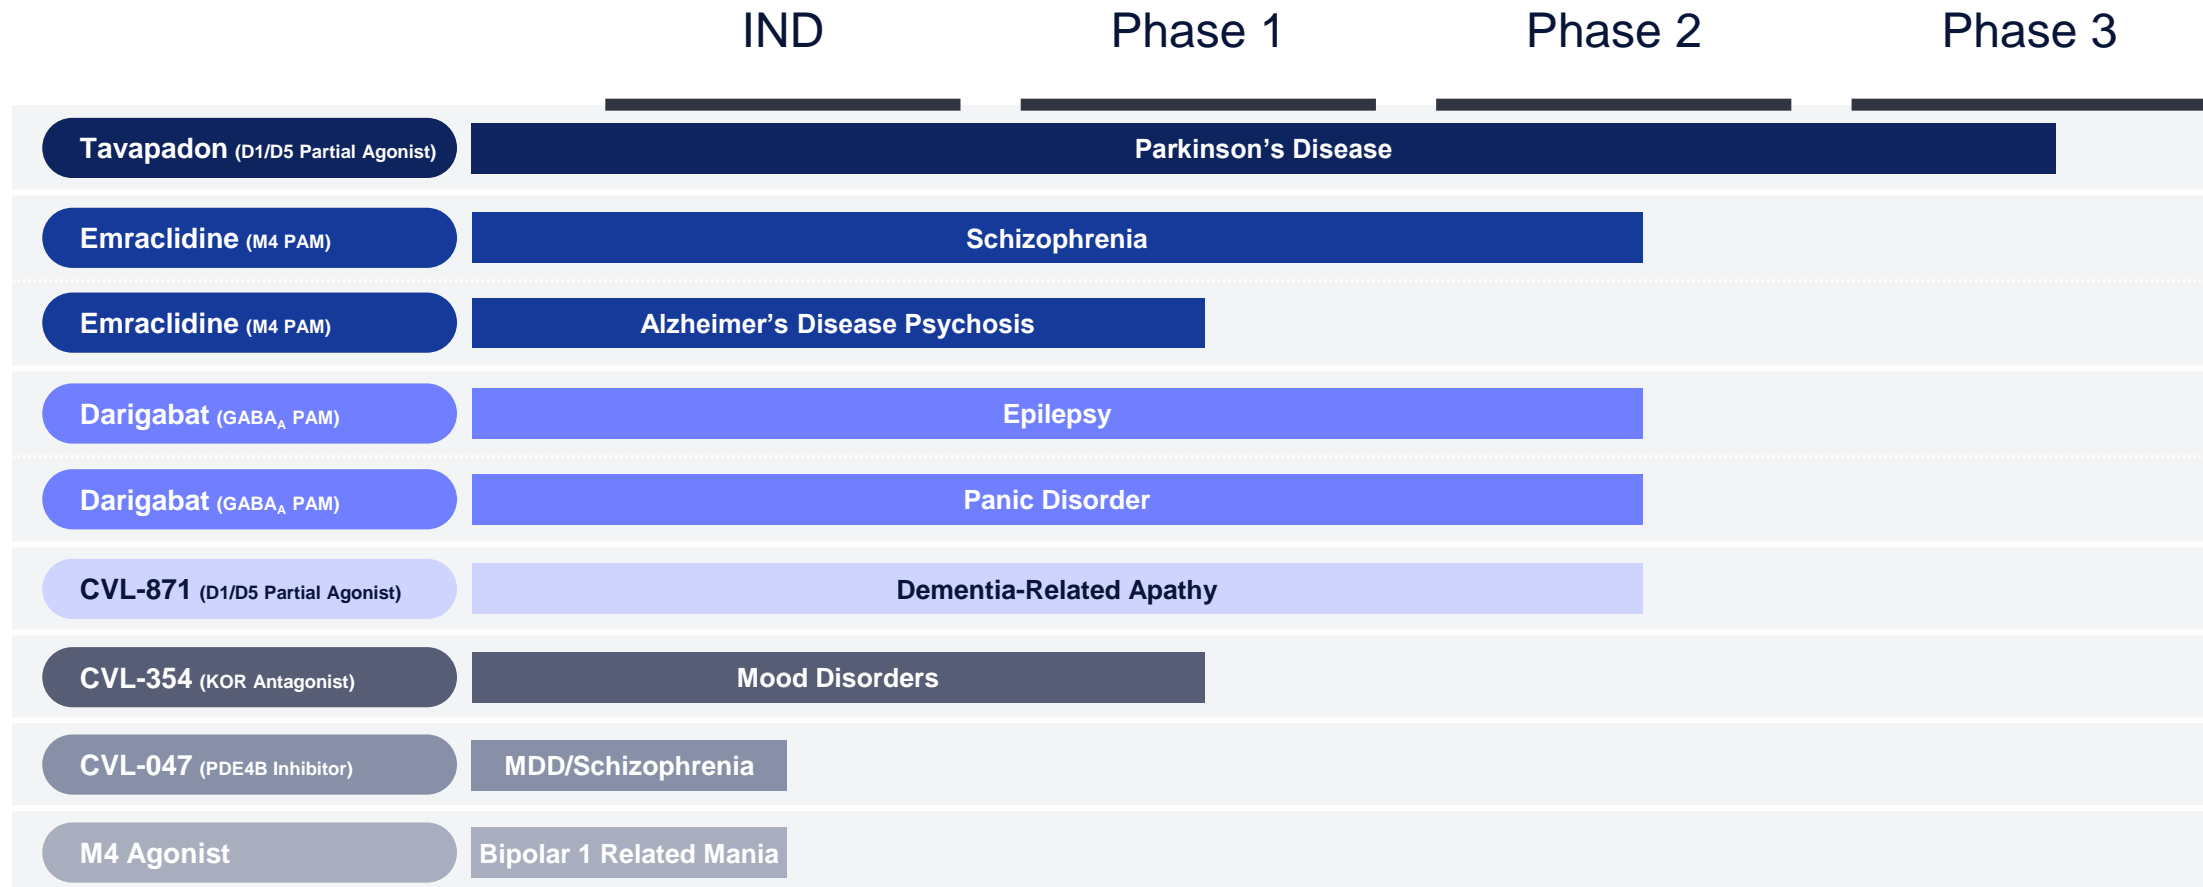 IND Phase 1 Phase 2 Phase 3
Tavapadon (D1/D5 Partial Agonist) Parkinson’s Disease
Emraclidine (M4 PAM) Schizophrenia
Emraclidine (M4 PAM) Alzheimer’s Disease Psychosis
Darigabat (GABA_A PAM) Epilepsy
Darigabat (GABA_A PAM) Panic Disorder
CVL-871 (D1/D5 Partial Agonist) Dementia-Related Apathy
CVL-354 (KOR Antagonist) Mood Disorders
CVL-047 (PDE4B Inhibitor) MDD/Schizophrenia
M4 Agonist Bipolar 1 Related Mania